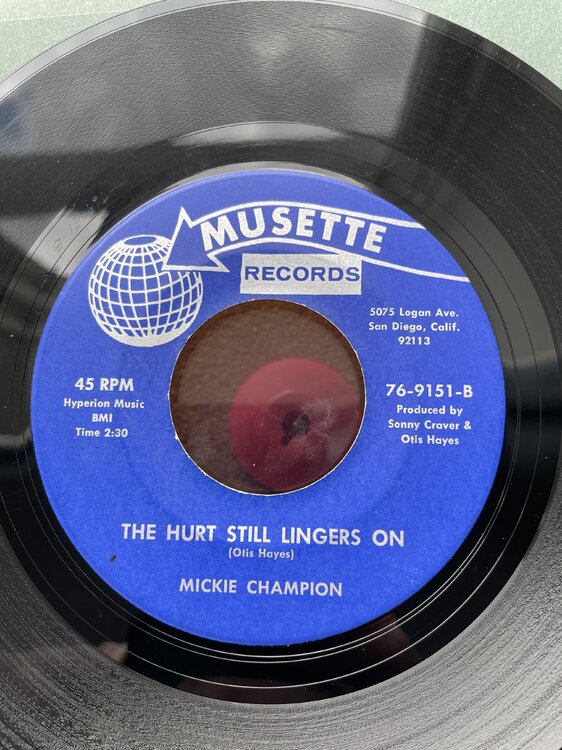 MUSETTE
RECORDS
5075 Logan Ave.
San Diego, Calif.
92113
45 RPM
Hyperion Music
BMI
Time 2:30
76-9151-B
Produced by
Sonny Craver &
Otis Hayes
THE HURT STILL LINGERS ON
(Otis Hayes)
MICKIE CHAMPION